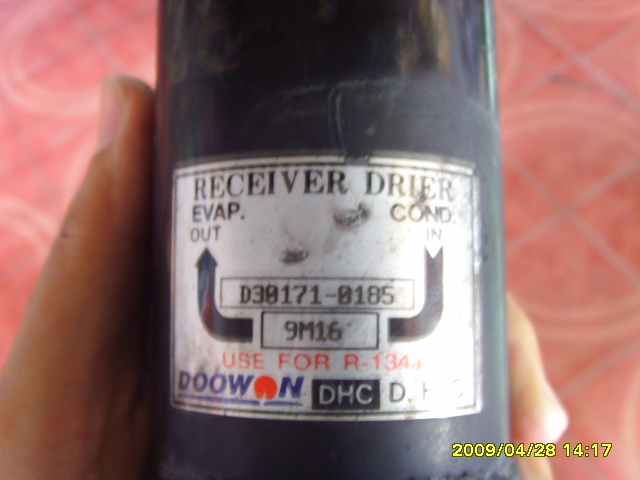 RECEIVER DRIER
EVAP. COND.
OUT IN
D30171-0185
9M16
USE FOR R-134a
DOOWON DHC D.
2009/04/28 14:17